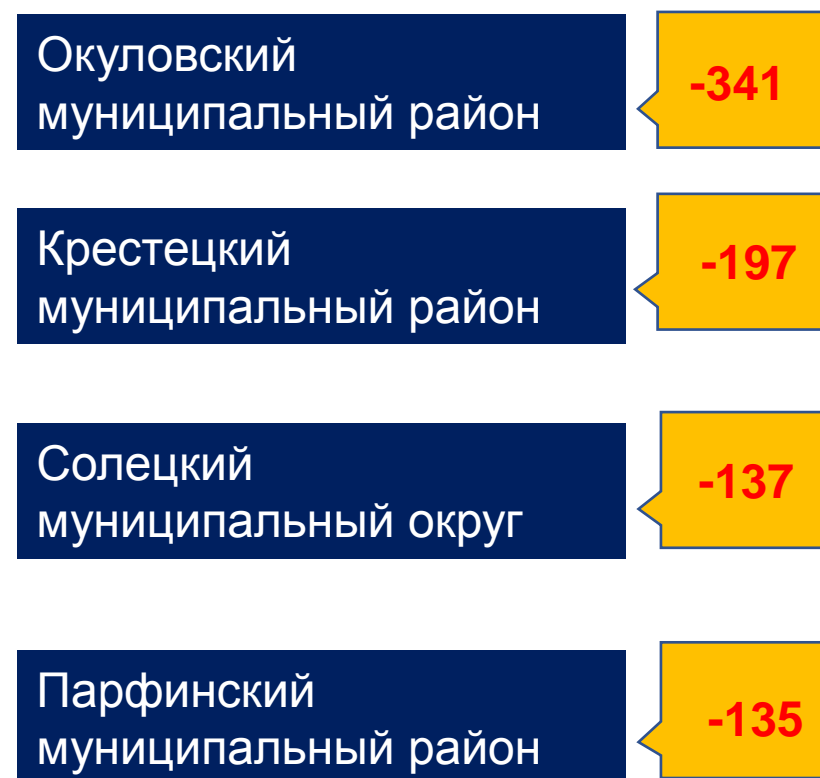 Окуловский
муниципальный район
-341
Крестецкий
муниципальный район
-197
Солецкий
муниципальный округ
-137
Парфинский
муниципальный район
-135